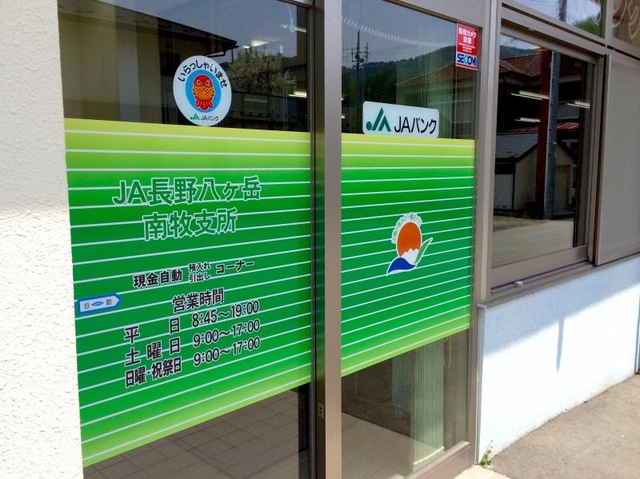 いらっしゃいませ
JAバンク
JAバンク
SECOM
JA長野八ヶ岳
南牧支所
現金自動 預入れ 引出し コーナー
自動
営業時間
平日 8:45～19:00
土曜日 9:00～17:00
日曜・祝祭日 9:00～17:00